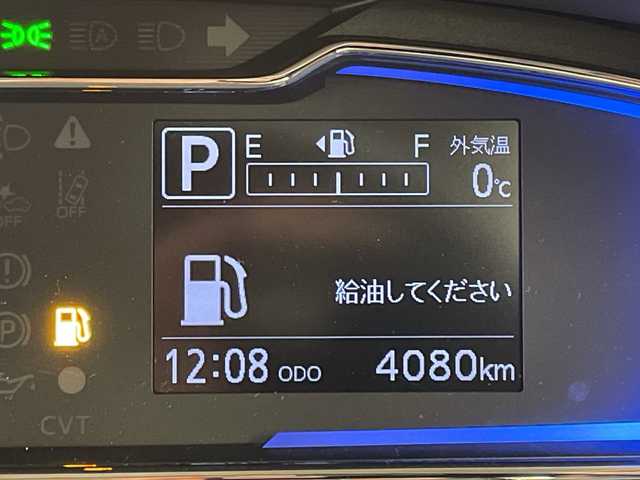 A
E F 外気温
P 0℃
OFF OFF
給油してください
P
12:08 ODO 4080km
CVT